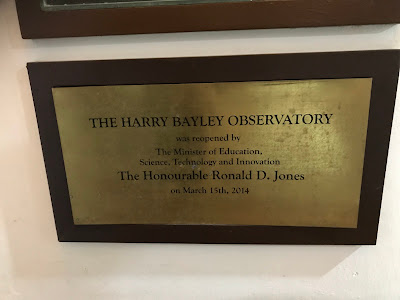 THE HARRY BAYLEY OBSERVATORY
was reopened by
The Minister of Education,
Science, Technology and Innovation
The Honourable Ronald D. Jones
on March 15th, 2014